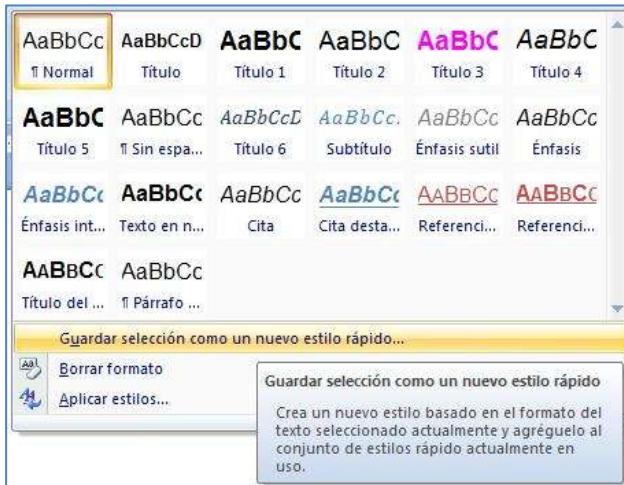 AaBbCc AaBbCcD AaBbC AaBbC AaBbC AaBbC
¶ Normal Título Título 1 Título 2 Título 3 Título 4
AaBbC AaBbCc AaBbCcD AaBbCc. AaBbCc AaBbCc
Título 5 ¶ Sin espa... Título 6 Subtítulo Énfasis sutil Énfasis
AaBbCc AaBbCc AaBbCc AaBbCc AABBCC AABBCC
Énfasis int... Texto en n... Cita Cita desta... Referenci... Referenci...
AABBCC AaBbCc
Título del ... ¶ Párrafo ...
Guardar selección como un nuevo estilo rápido...
Borrar formato
Aplicar estilos...
Guardar selección como un nuevo estilo rápido
Crea un nuevo estilo basado en el formato del
texto seleccionado actualmente y agréguelo al
conjunto de estilos rápido actualmente en
uso.